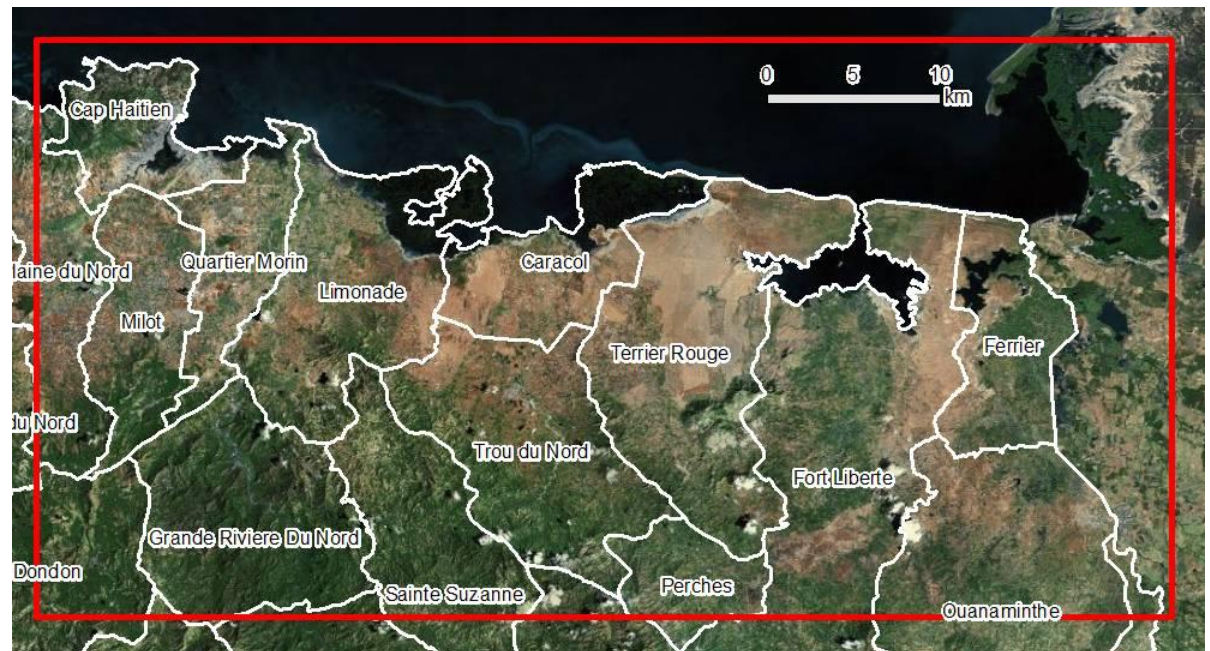 0 5 10
km
Cap Haitien
Quartier Morin
Caracol
laine du Nord
Limonade
Milot
Terrier Rouge
Ferrier
du Nord
Trou du Nord
Fort Liberte
Grande Riviere Du Nord
Dondon
Sainte Suzanne
Perches
Ouanaminthe